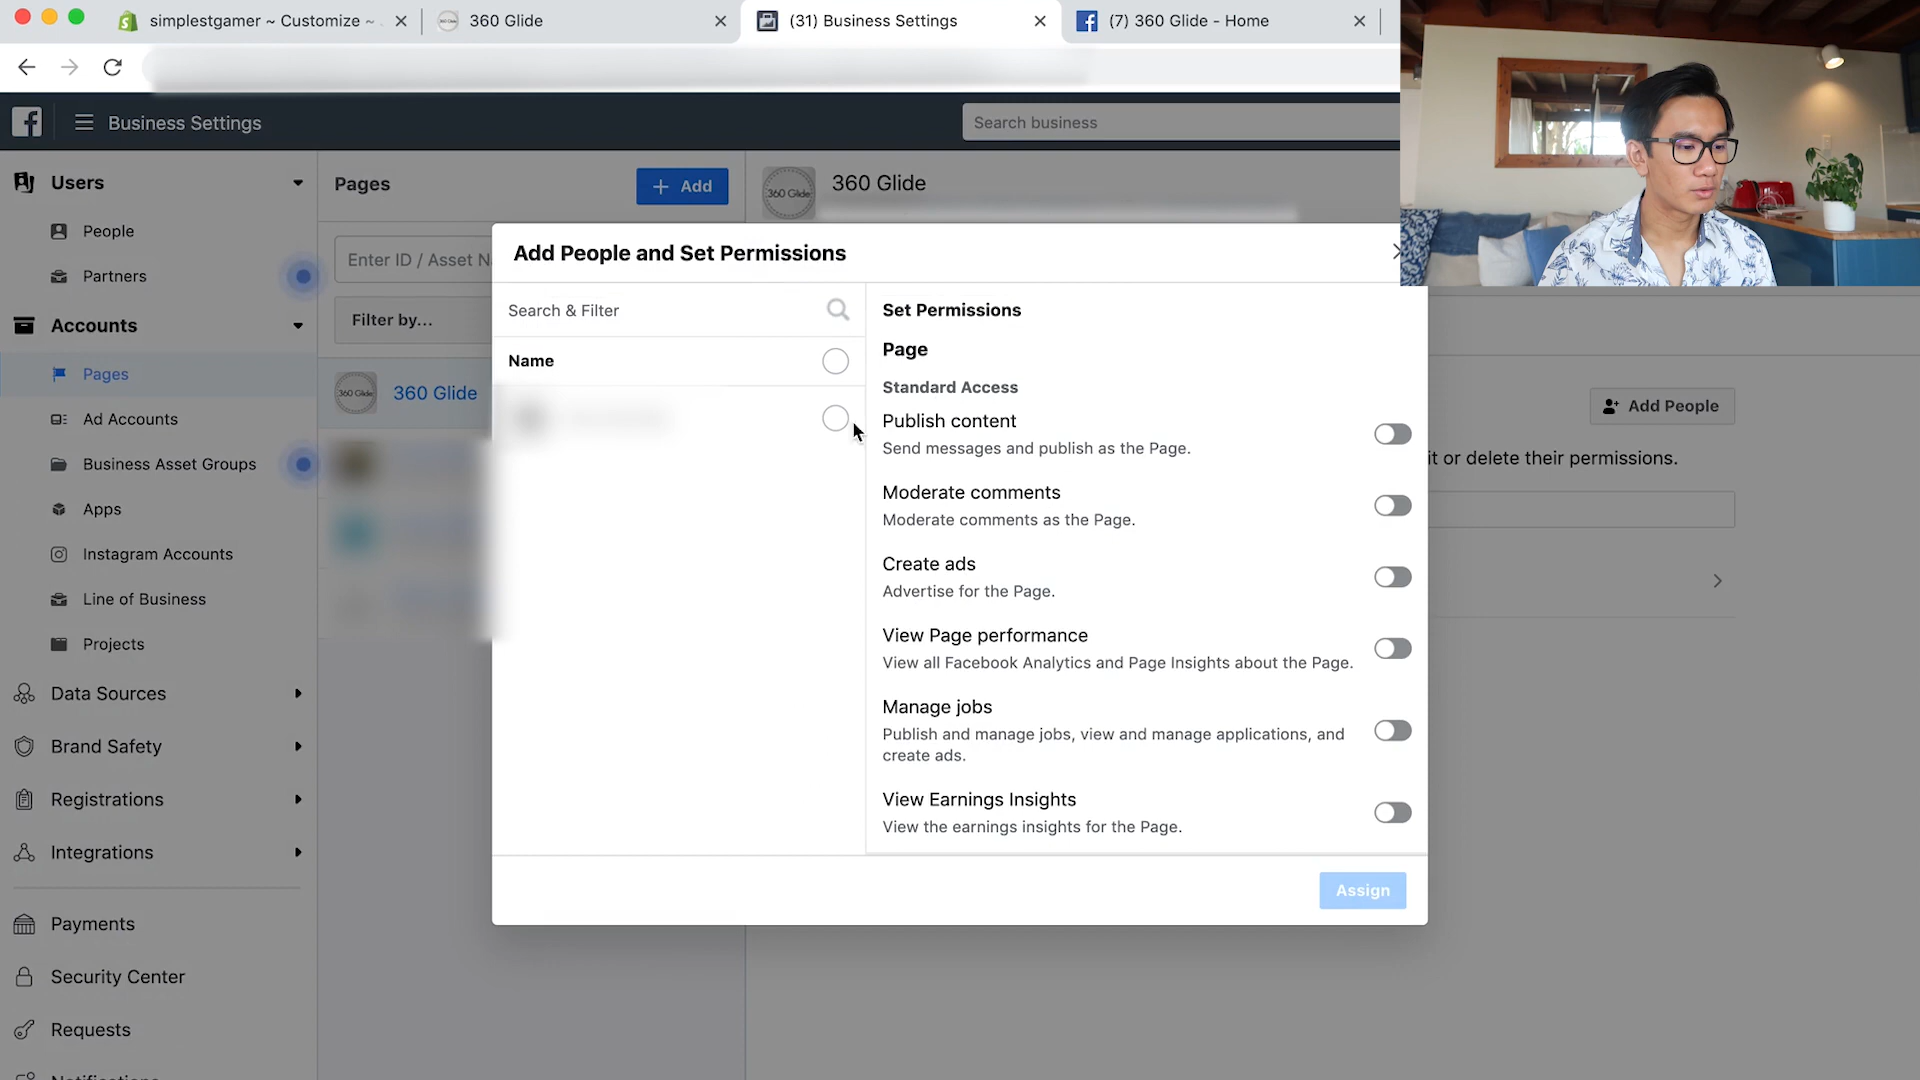 simplestgamer ~ Customize ~
360 Glide
(31) Business Settings
(7) 360 Glide - Home
Business Settings
Search business
Users
People
Partners
Accounts
Pages
Ad Accounts
Business Asset Groups
Apps
Instagram Accounts
Line of Business
Projects
Data Sources
Brand Safety
Registrations
Integrations
Payments
Security Center
Requests
Pages
+ Add
Enter ID / Asset N
Filter by...
360 Glide
360 Glide
360 Glide
360 Glide
Add People
it or delete their permissions.
Add People and Set Permissions
Search & Filter
Name
Set Permissions
Page
Standard Access
Publish content
Send messages and publish as the Page.
Moderate comments
Moderate comments as the Page.
Create ads
Advertise for the Page.
View Page performance
View all Facebook Analytics and Page Insights about the Page.
Manage jobs
Publish and manage jobs, view and manage applications, and
create ads.
View Earnings Insights
View the earnings insights for the Page.
Assign